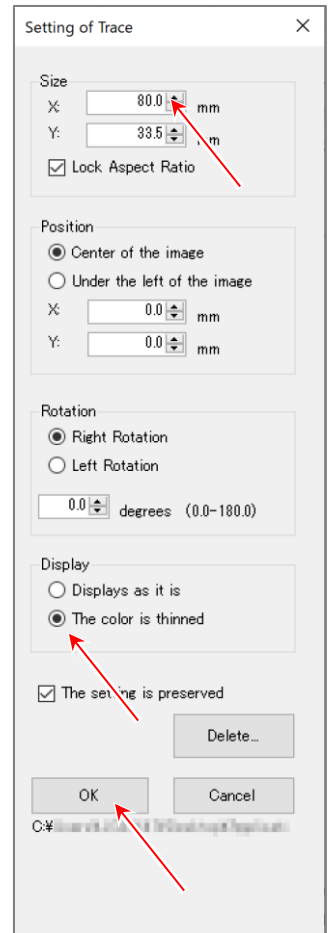 Setting of Trace
Size
X: 80.0 mm
Y: 33.5 mm
Lock Aspect Ratio
Position
Center of the image
Under the left of the image
X: 0.0 mm
Y: 0.0 mm
Rotation
Right Rotation
Left Rotation
0.0 degrees (0.0-180.0)
Display
Displays as it is
The color is thinned
The setting is preserved
Delete...
OK Cancel
C:¥